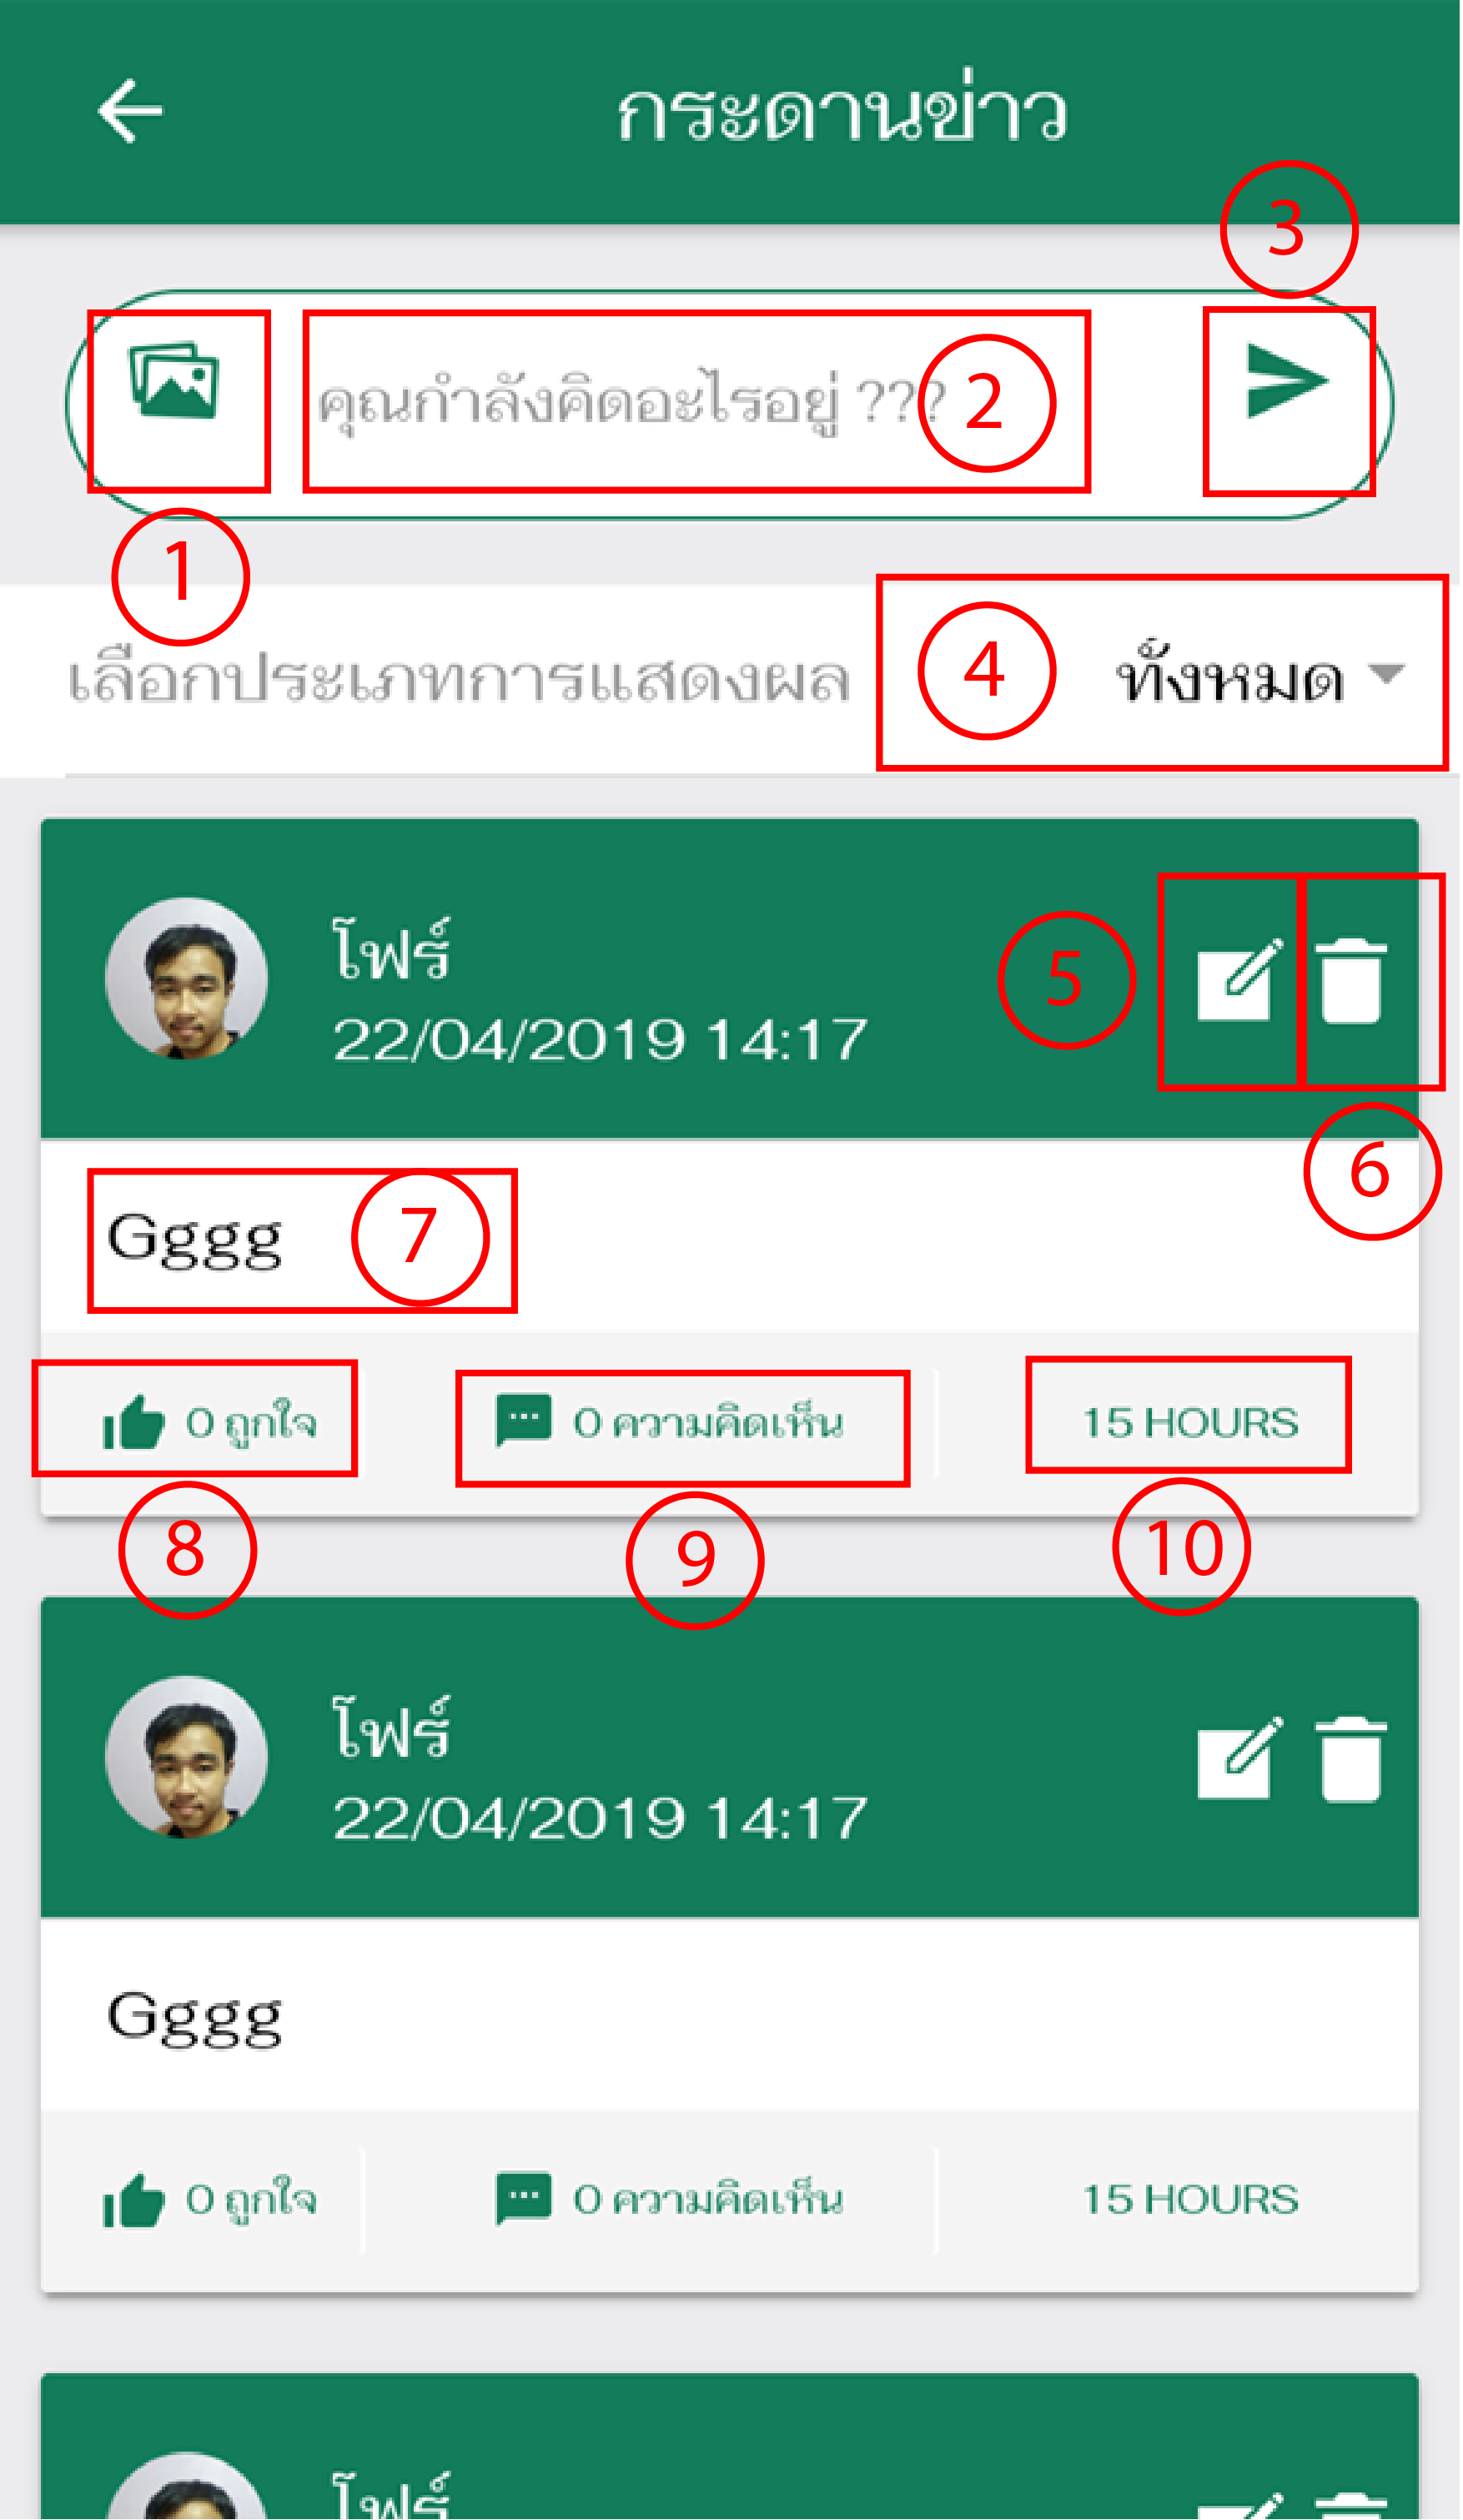 กระดานข่าว
3
คุณกำลังคิดอะไรอยู่ ???
2
1
เลือกประเภทการแสดงผล
4
ทั้งหมด
โฟร์
22/04/2019 14:17
5
6
Gggg
7
0 ถูกใจ
0 ความคิดเห็น
15 HOURS
8
9
10
โฟร์
22/04/2019 14:17
Gggg
0 ถูกใจ
0 ความคิดเห็น
15 HOURS
โฟร์